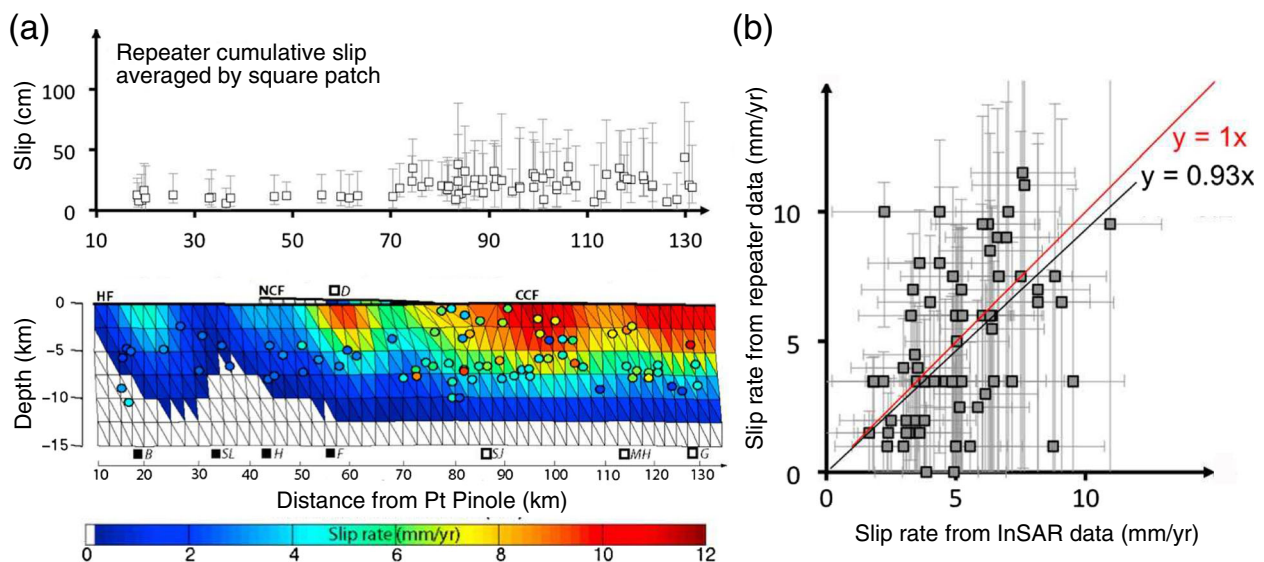 (a)
Repeater cumulative slip
averaged by square patch
Slip (cm)
100
50
0
10 30 50 70 90 110 130
HF NCF D CCF
Depth (km)
0
−5
−10
−15
B SL H F SJ MH G
10 20 30 40 50 60 70 80 90 100 110 120 130
Distance from Pt Pinole (km)
Slip rate (mm/yr)
0 2 4 6 8 10 12
(b)
Slip rate from repeater data (mm/yr)
y = 1x
y = 0.93x
10
5
0
0 5 10
Slip rate from InSAR data (mm/yr)